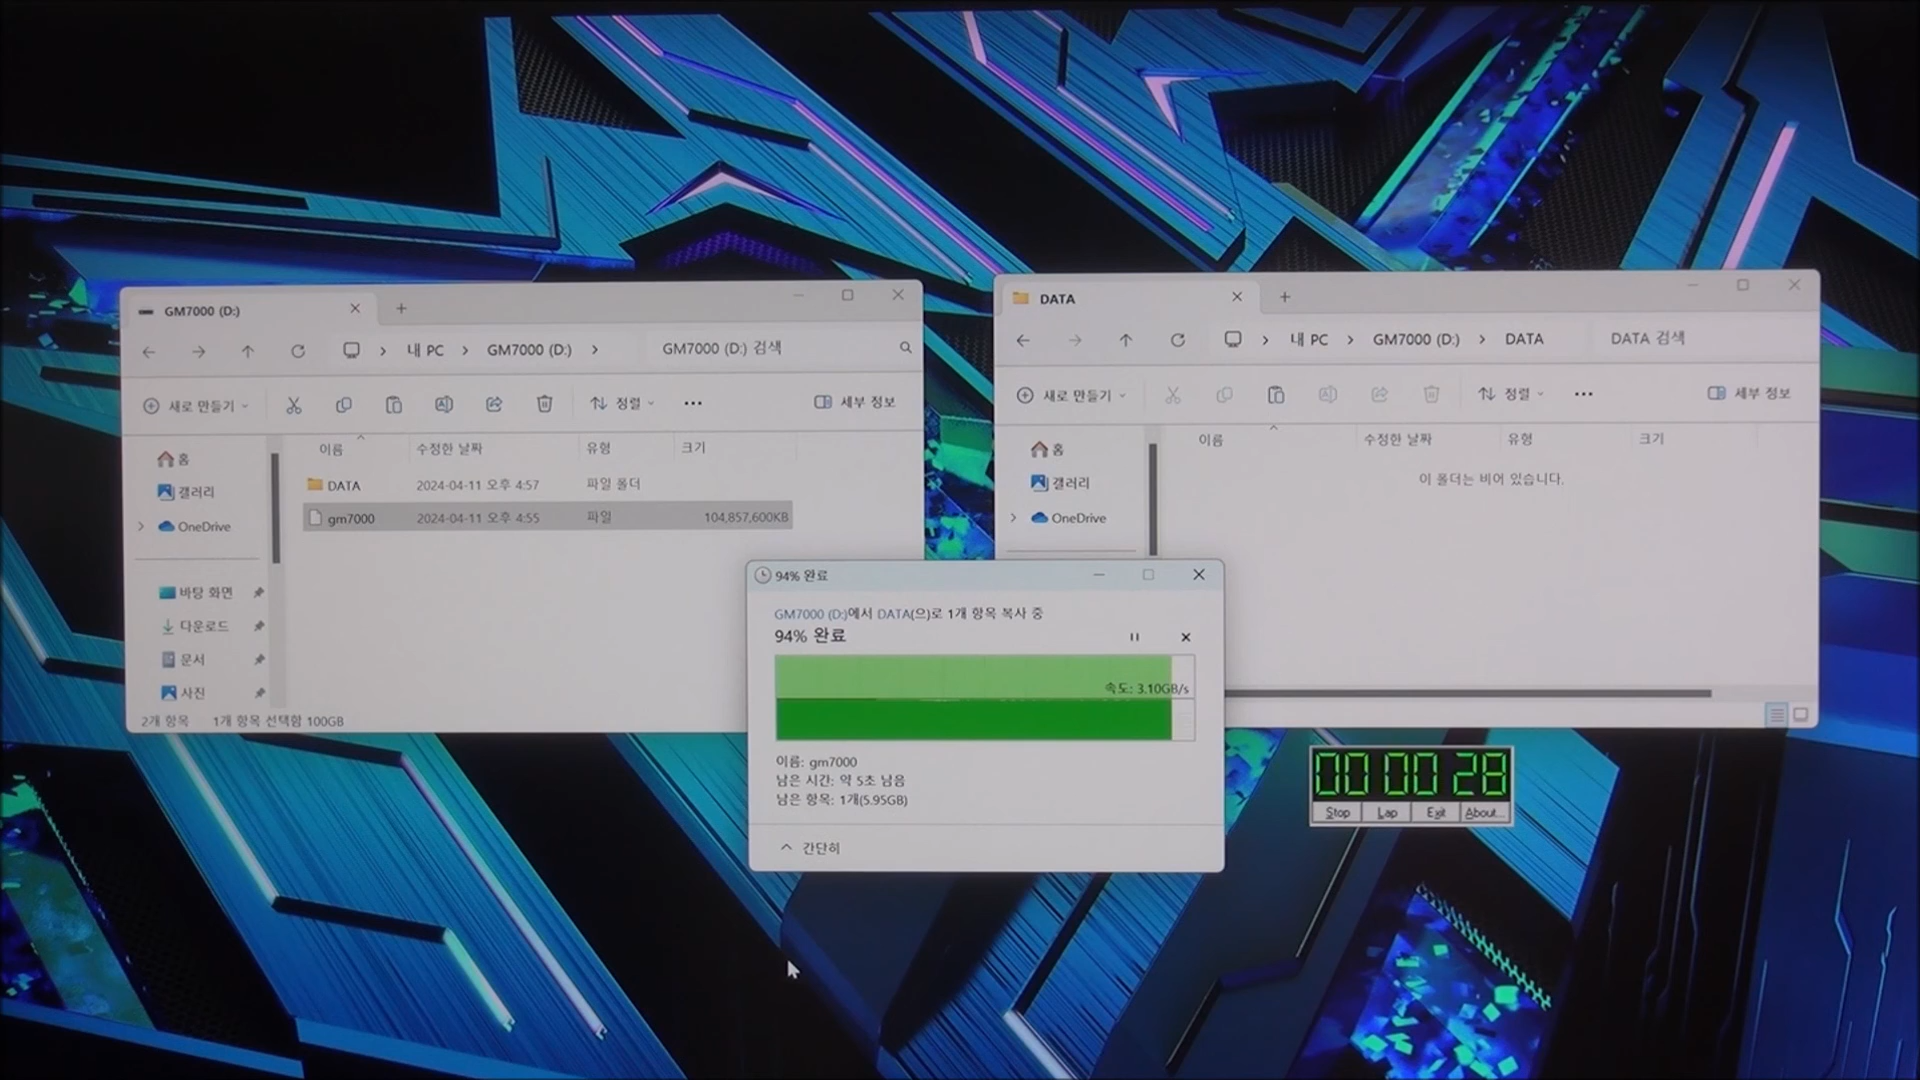 GM7000 (D:)
내 PC
GM7000 (D:)
GM7000 (D:) 검색
새로 만들기
정렬
세부 정보
이름
수정한 날짜
유형
크기
홈
갤러리
OneDrive
DATA
2024-04-11 오후 4:57
파일 폴더
gm7000
2024-04-11 오후 4:55
파일
104,857,600KB
바탕 화면
다운로드
문서
사진
2개 항목
1개 항목 선택함 100GB
DATA
내 PC
GM7000 (D:)
DATA
DATA 검색
새로 만들기
정렬
세부 정보
이름
수정한 날짜
유형
크기
홈
갤러리
OneDrive
이 폴더는 비어 있습니다.
94% 완료
GM7000 (D:)에서 DATA(으)로 1개 항목 복사 중
94% 완료
속도: 3.10GB/s
이름: gm7000
남은 시간: 약 5초 남음
남은 항목: 1개(5.95GB)
간단히
00 00 28
Stop
Lap
Exit
About...